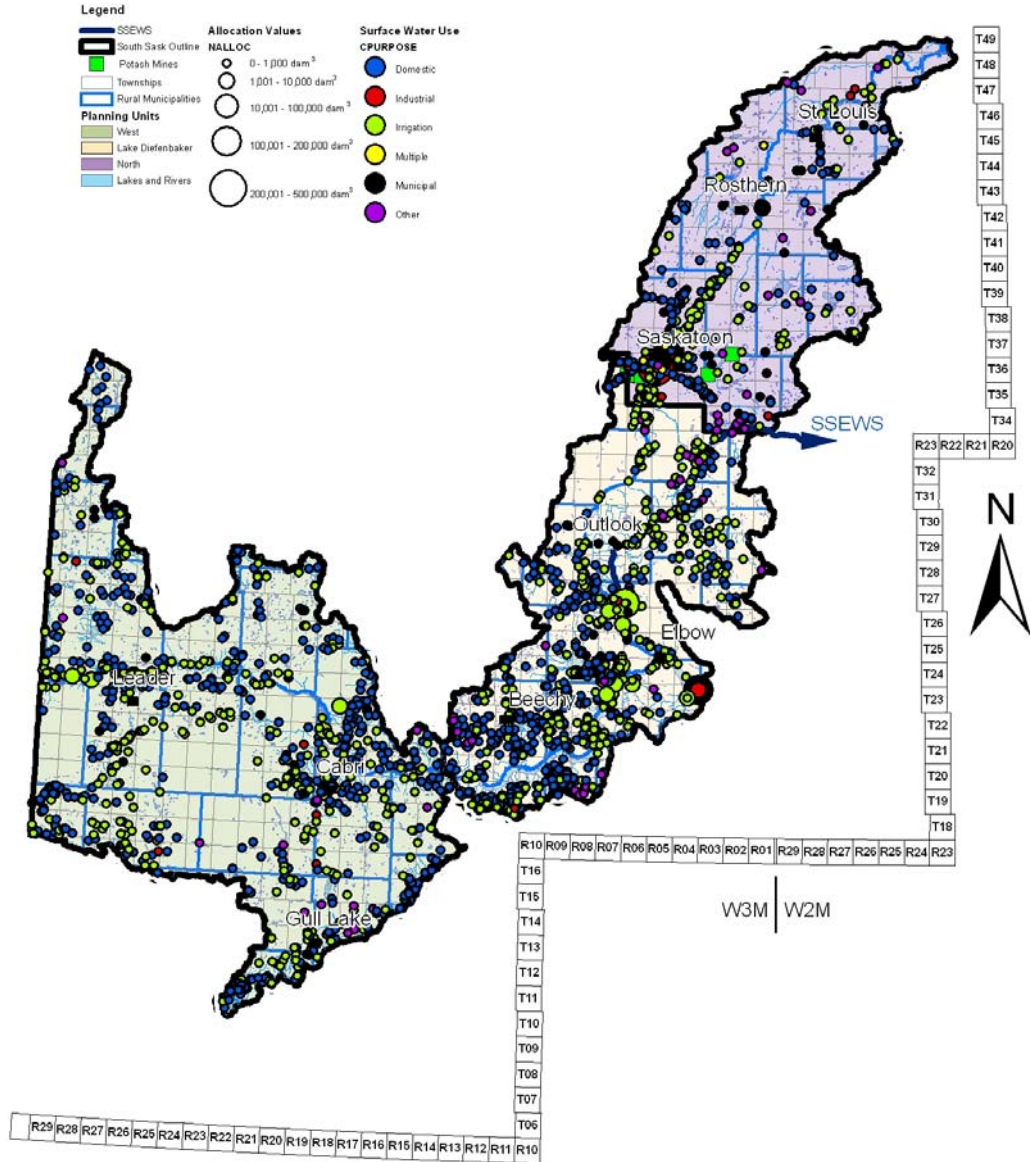 Legend
SSEWS
South Sask Outline
Potash Mines
Townships
Rural Municipalities
Planning Units
West
Lake Diefenbaker
North
Lakes and Rivers
Allocation Values
NALLOC
0 - 1,000 dam³
1,001 - 10,000 dam³
10,001 - 100,000 dam³
100,001 - 200,000 dam³
200,001 - 500,000 dam³
Surface Water Use
CPURPOSE
Domestic
Industrial
Irrigation
Multiple
Municipal
Other
St. Louis
Rosthern
Saskatoon
SSEWS
Outlook
Elbow
Leader
Beechy
Cabri
Gull Lake
T49
T48
T47
T46
T45
T44
T43
T42
T41
T40
T39
T38
T37
T36
T35
T34
R23 R22 R21 R20
T32
T31
T30
T29
T28
T27
T26
T25
T24
T23
T22
T21
T20
T19
T18
N
R10 R09 R08 R07 R06 R05 R04 R03 R02 R01 R29 R28 R27 R26 R25 R24 R23
W3M W2M
T16
T15
T14
T13
T12
T11
T10
T09
T08
T07
T06
R29 R28 R27 R26 R25 R24 R23 R22 R21 R20 R19 R18 R17 R16 R15 R14 R13 R12 R11 R10